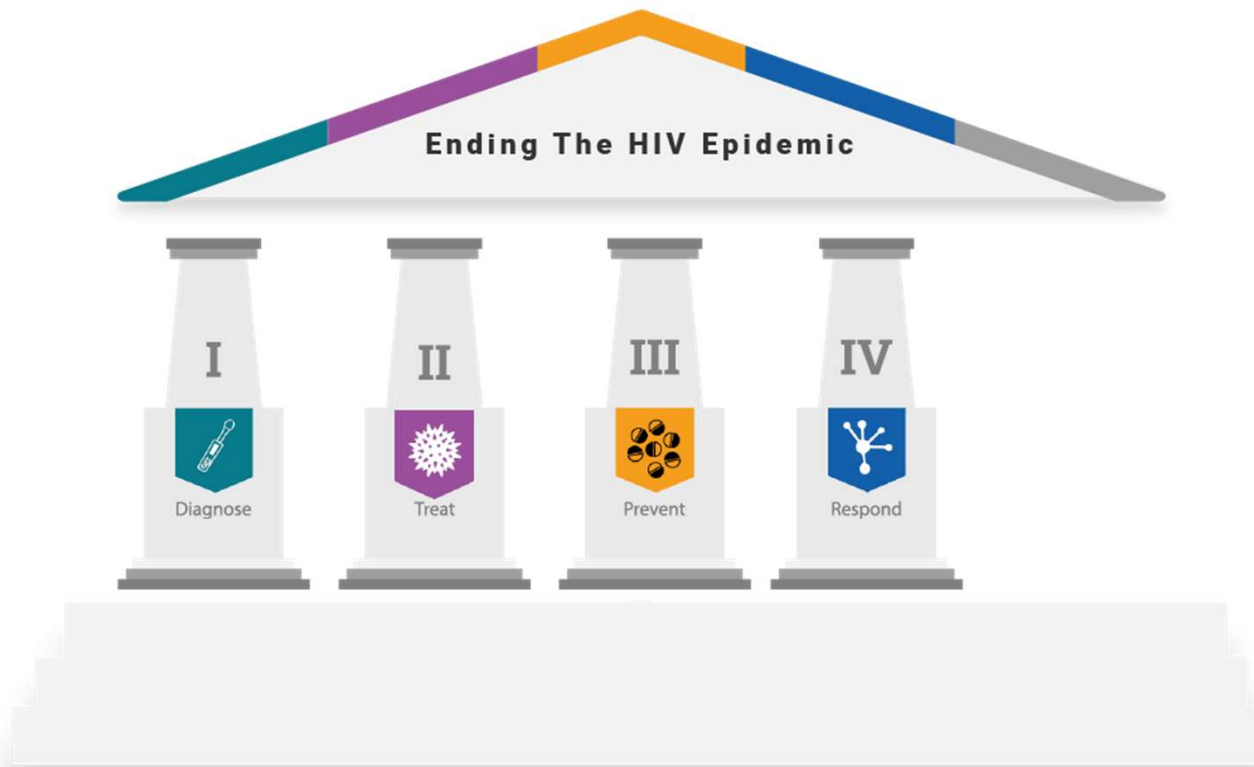 Ending The HIV Epidemic
I
II
III
IV
Diagnose
Treat
Prevent
Respond